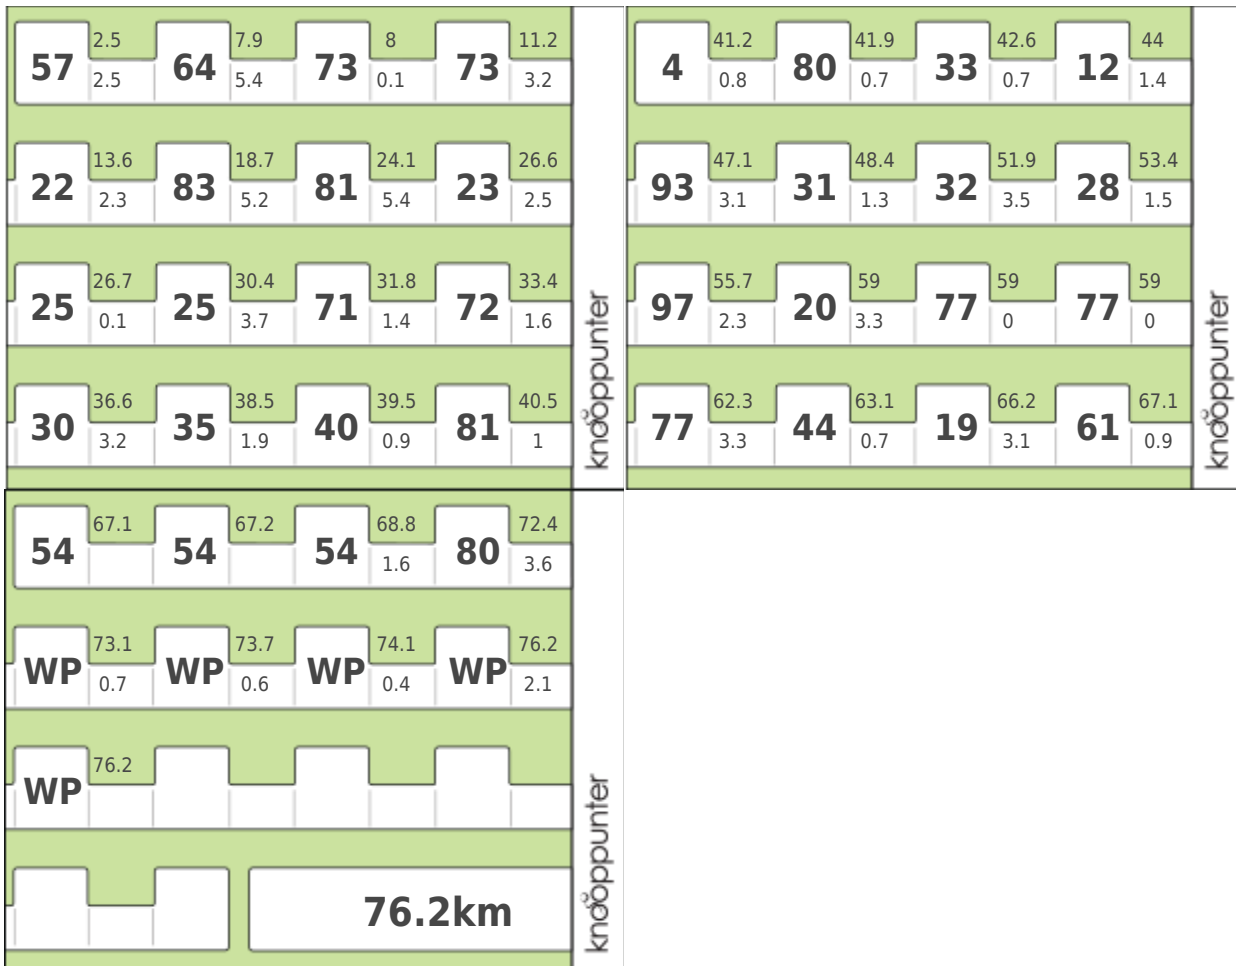 2.5 7.9 8 11.2
57 64 73 73
2.5 5.4 0.1 3.2
13.6 18.7 24.1 26.6
22 83 81 23
2.3 5.2 5.4 2.5
26.7 30.4 31.8 33.4
25 25 71 72
0.1 3.7 1.4 1.6
36.6 38.5 39.5 40.5
30 35 40 81
3.2 1.9 0.9 1
knooppunter
41.2 41.9 42.6 44
4 80 33 12
0.8 0.7 0.7 1.4
47.1 48.4 51.9 53.4
93 31 32 28
3.1 1.3 3.5 1.5
55.7 59 59 59
97 20 77 77
2.3 3.3 0 0
62.3 63.1 66.2 67.1
77 44 19 61
3.3 0.7 3.1 0.9
knooppunter
67.1 67.2 68.8 72.4
54 54 54 80
1.6 3.6
73.1 73.7 74.1 76.2
WP WP WP WP
0.7 0.6 0.4 2.1
76.2
WP
76.2km
knooppunter